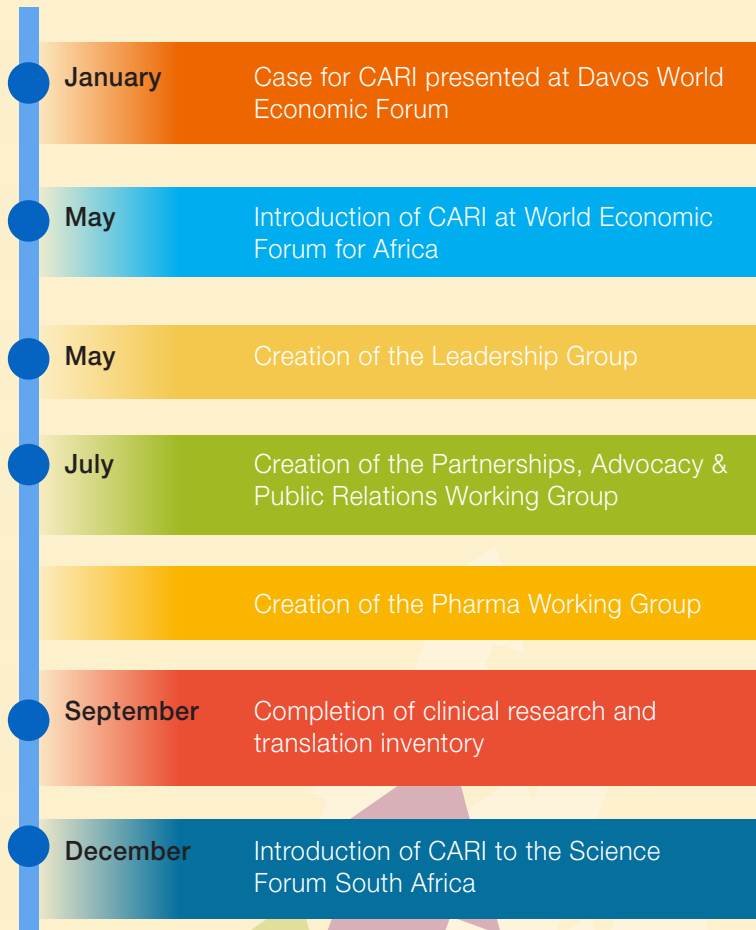 January
Case for CARI presented at Davos World
Economic Forum
May
Introduction of CARI at World Economic
Forum for Africa
May
Creation of the Leadership Group
July
Creation of the Partnerships, Advocacy &
Public Relations Working Group
Creation of the Pharma Working Group
September
Completion of clinical research and
translation inventory
December
Introduction of CARI to the Science
Forum South Africa